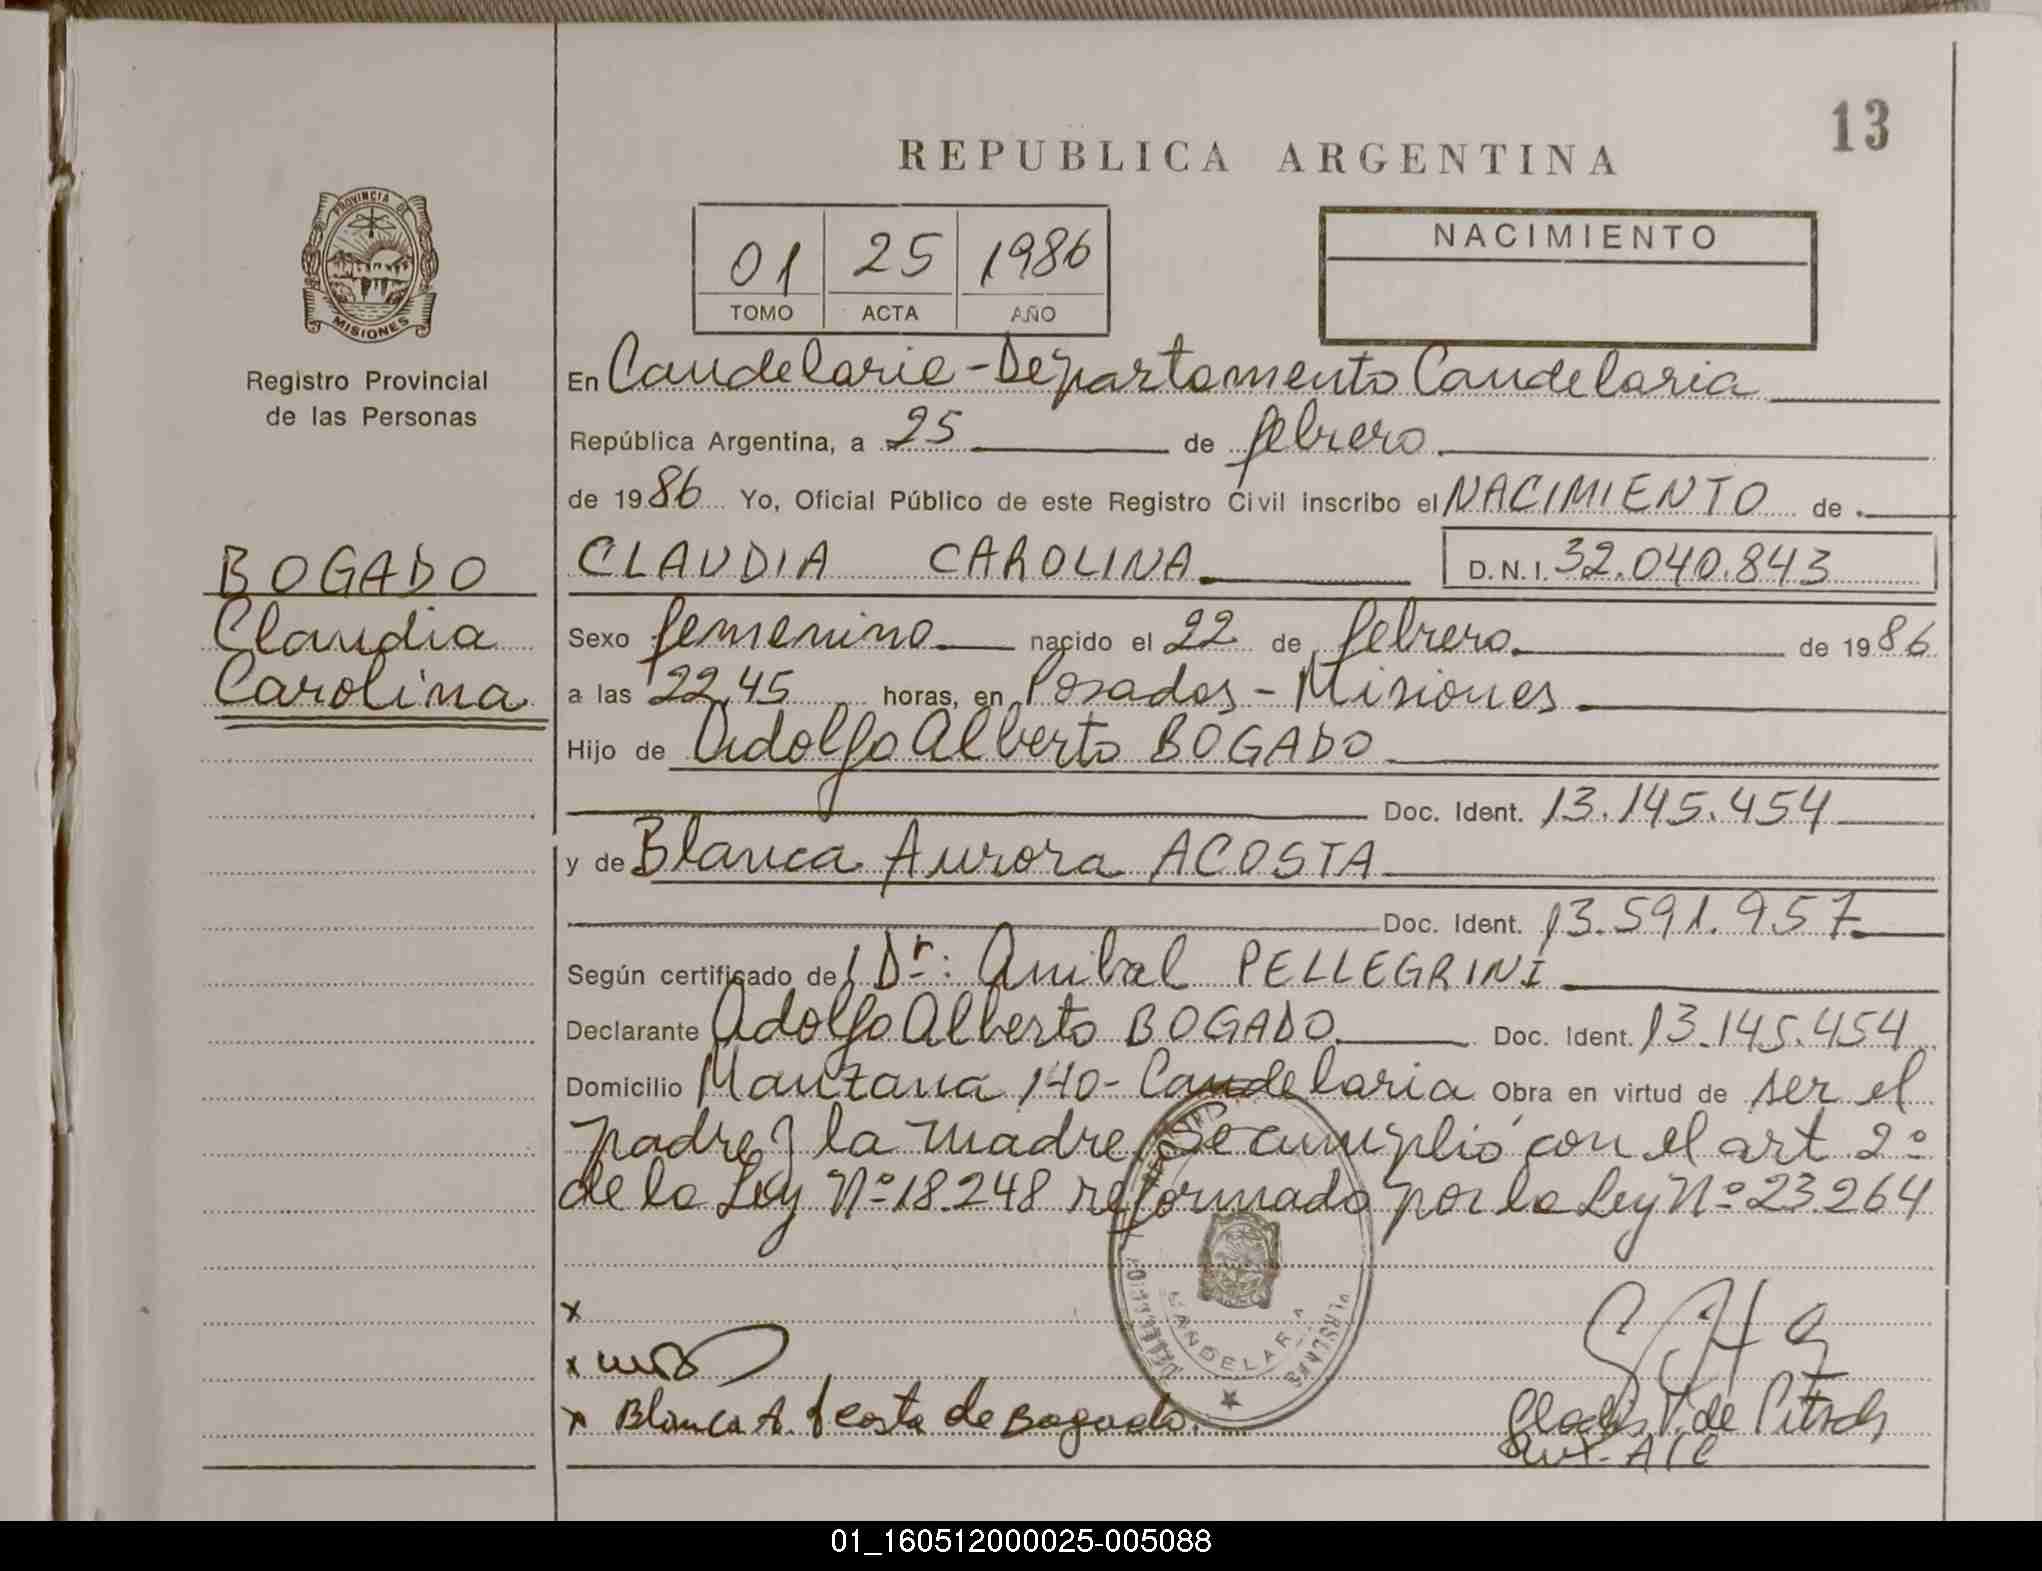 13
REPUBLICA ARGENTINA
PROVINCIA DE
MISIONES
Registro Provincial
de las Personas
01 25 1986
TOMO ACTA AÑO
NACIMIENTO
En Candelaria - Departamento Candelaria
República Argentina, a 25 de febrero
de 1986 Yo, Oficial Público de este Registro Civil inscribo el NACIMIENTO de
BOGADO
Claudia
Carolina
CLAUDIA CAROLINA D.N.I. 32.040.843
Sexo femenino nacido el 22 de febrero de 1986
a las 22,45 horas, en Posadas - Misiones
Hijo de Adolfo Alberto BOGADO
Doc. Ident. 13.145.454
y de Blanca Aurora ACOSTA
Doc. Ident. 13.591.957
Según certificado de l Dr: Anibal PELLEGRINI
Declarante Adolfo Alberto BOGADO Doc. Ident. 13.145.454
Domicilio Manzana 140 - Candelaria Obra en virtud de ser el
padre y la madre. Se cumplió con el art 2º
de la Ley Nº 18.248 reformado por la Ley Nº 23.264
CANDELARIA
x
x
x Blanca A. Acosta de Bogado.
de
Aux.
01_160512000025-005088